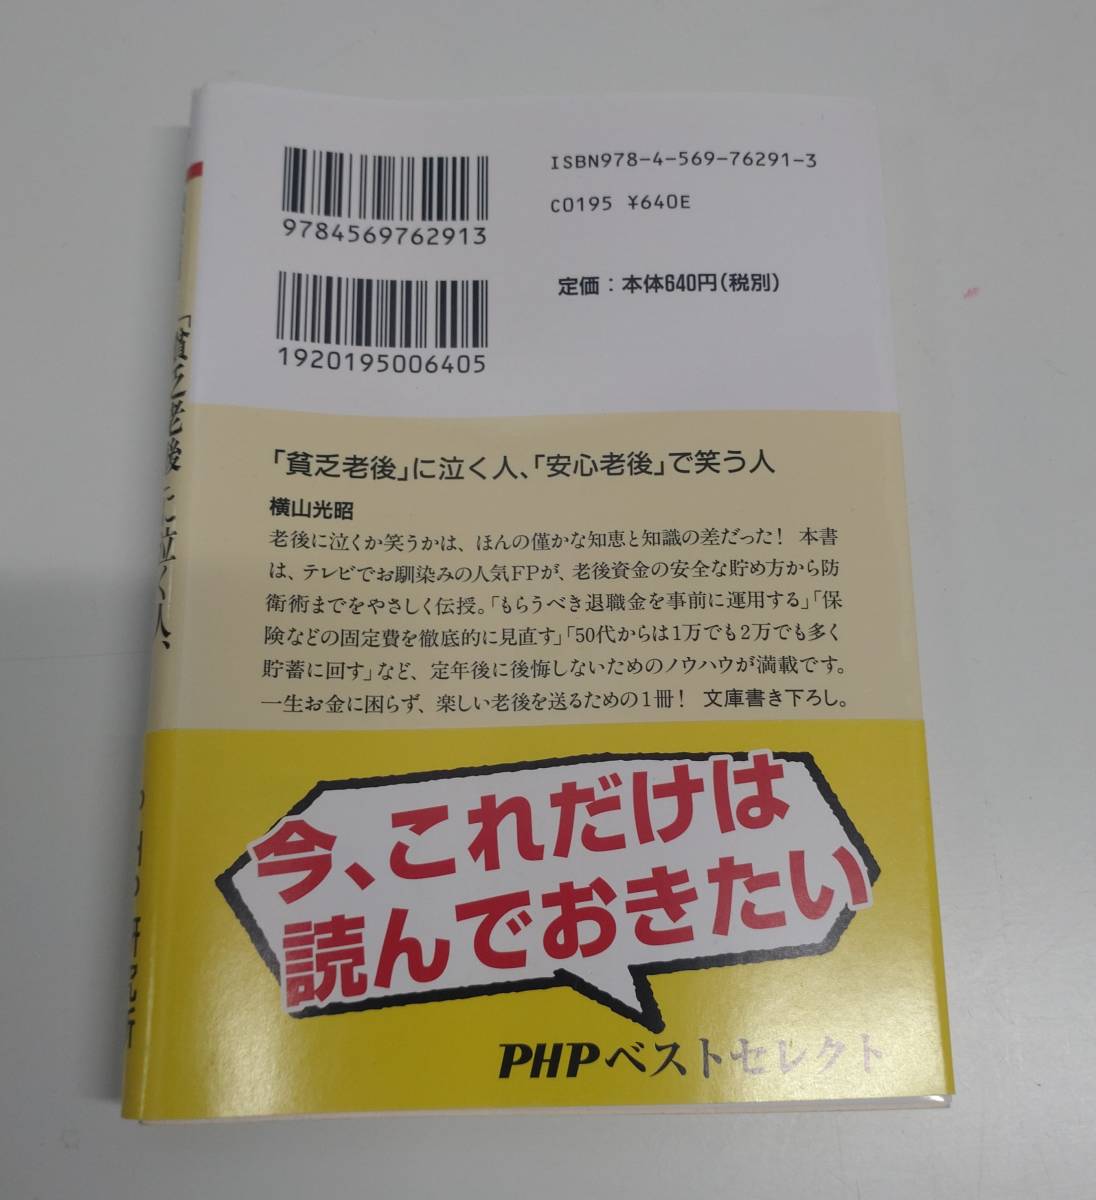 ISBN978-4-569-76291-3
C0195 ¥640E
定価：本体640円(税別)
9784569762913
1920195006405
「貧乏老後」に泣く人、「安心老後」で笑う人
横山光昭
老後に泣くか笑うかは、ほんの僅かな知恵と知識の差だった！ 本書
は、テレビでお馴染みの人気FPが、老後資金の安全な貯め方から防
衛術までをやさしく伝授。「もらうべき退職金を事前に運用する」「保
険などの固定費を徹底的に見直す」「50代からは1万でも2万でも多く
貯蓄に回す」など、定年後に後悔しないためのノウハウが満載です。
一生お金に困らず、楽しい老後を送るための1冊！ 文庫書き下ろし。
今、これだけは
読んでおきたい
PHPベストセレクト
「貧乏老後」に泣く人、